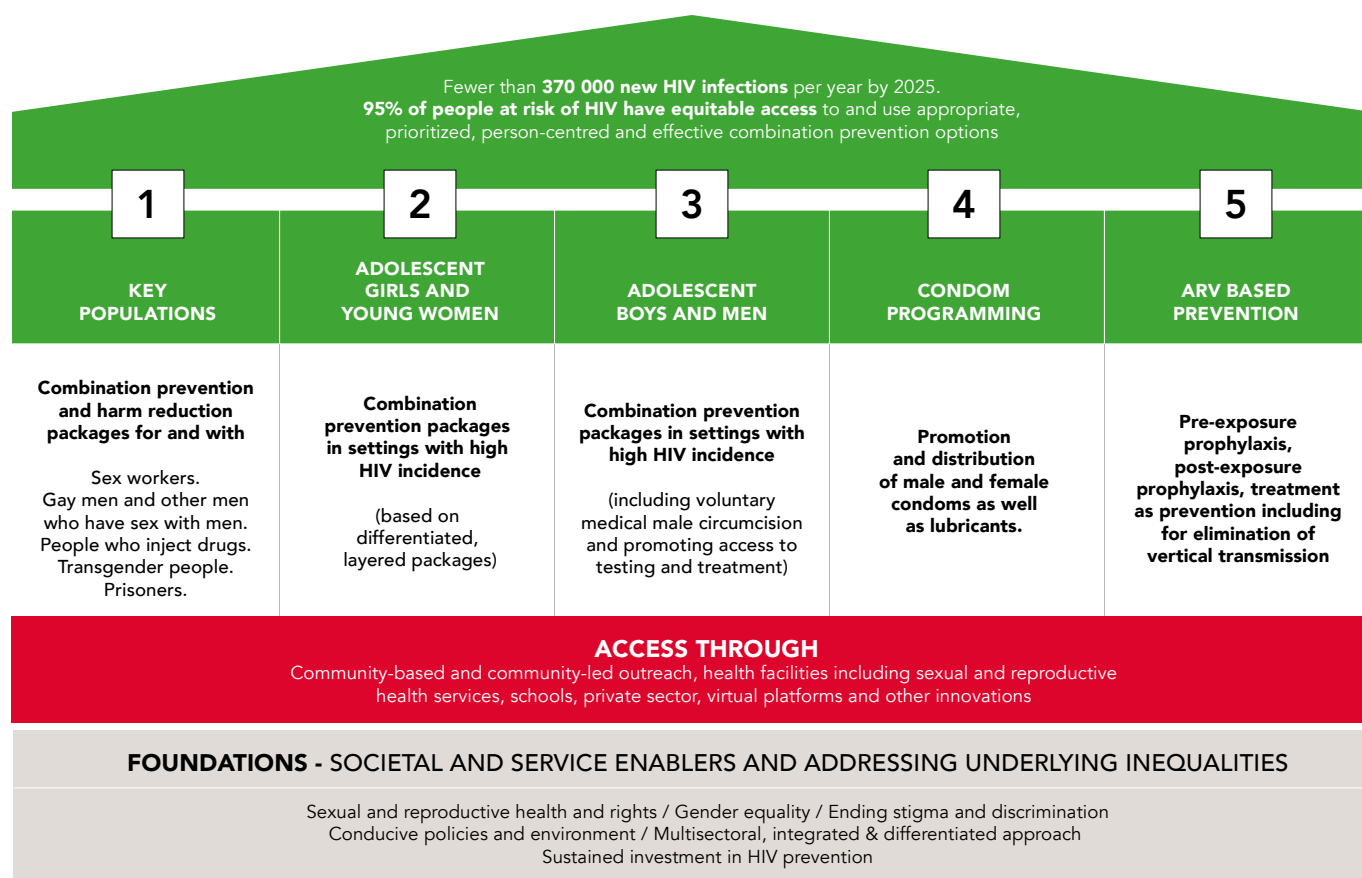 Fewer than 370 000 new HIV infections per year by 2025.
95% of people at risk of HIV have equitable access to and use appropriate,
prioritized, person-centred and effective combination prevention options
1
KEY
POPULATIONS
Combination prevention
and harm reduction
packages for and with
Sex workers.
Gay men and other men
who have sex with men.
People who inject drugs.
Transgender people.
Prisoners.
2
ADOLESCENT
GIRLS AND
YOUNG WOMEN
Combination
prevention packages
in settings with high
HIV incidence
(based on
differentiated,
layered packages)
3
ADOLESCENT
BOYS AND MEN
Combination prevention
packages in settings with
high HIV incidence
(including voluntary
medical male circumcision
and promoting access to
testing and treatment)
4
CONDOM
PROGRAMMING
Promotion
and distribution
of male and female
condoms as well
as lubricants.
5
ARV BASED
PREVENTION
Pre-exposure
prophylaxis,
post-exposure
prophylaxis, treatment
as prevention including
for elimination of
vertical transmission
ACCESS THROUGH
Community-based and community-led outreach, health facilities including sexual and reproductive
health services, schools, private sector, virtual platforms and other innovations
FOUNDATIONS - SOCIETAL AND SERVICE ENABLERS AND ADDRESSING UNDERLYING INEQUALITIES
Sexual and reproductive health and rights / Gender equality / Ending stigma and discrimination
Conducive policies and environment / Multisectoral, integrated & differentiated approach
Sustained investment in HIV prevention